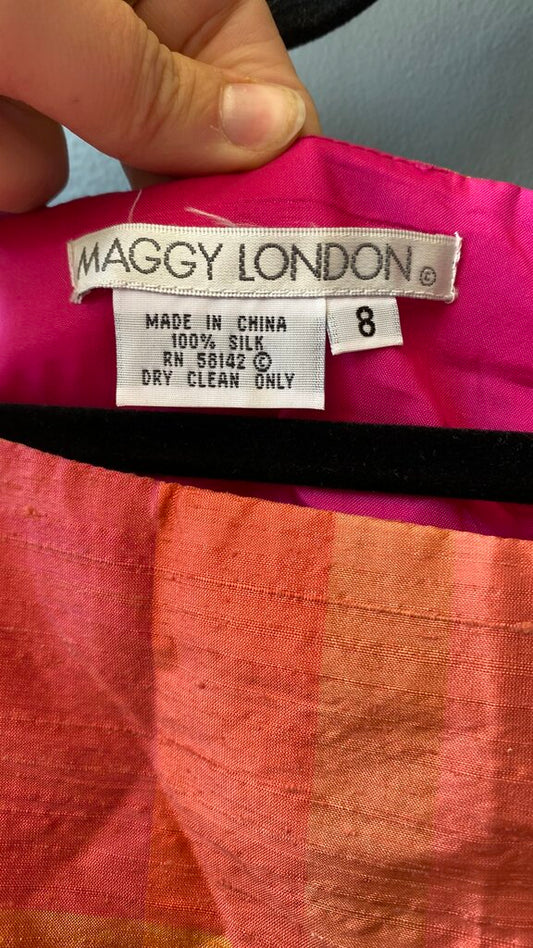 MAGGY LONDON ©
MADE IN CHINA
100% SILK
RN 58142 ©
DRY CLEAN ONLY
8